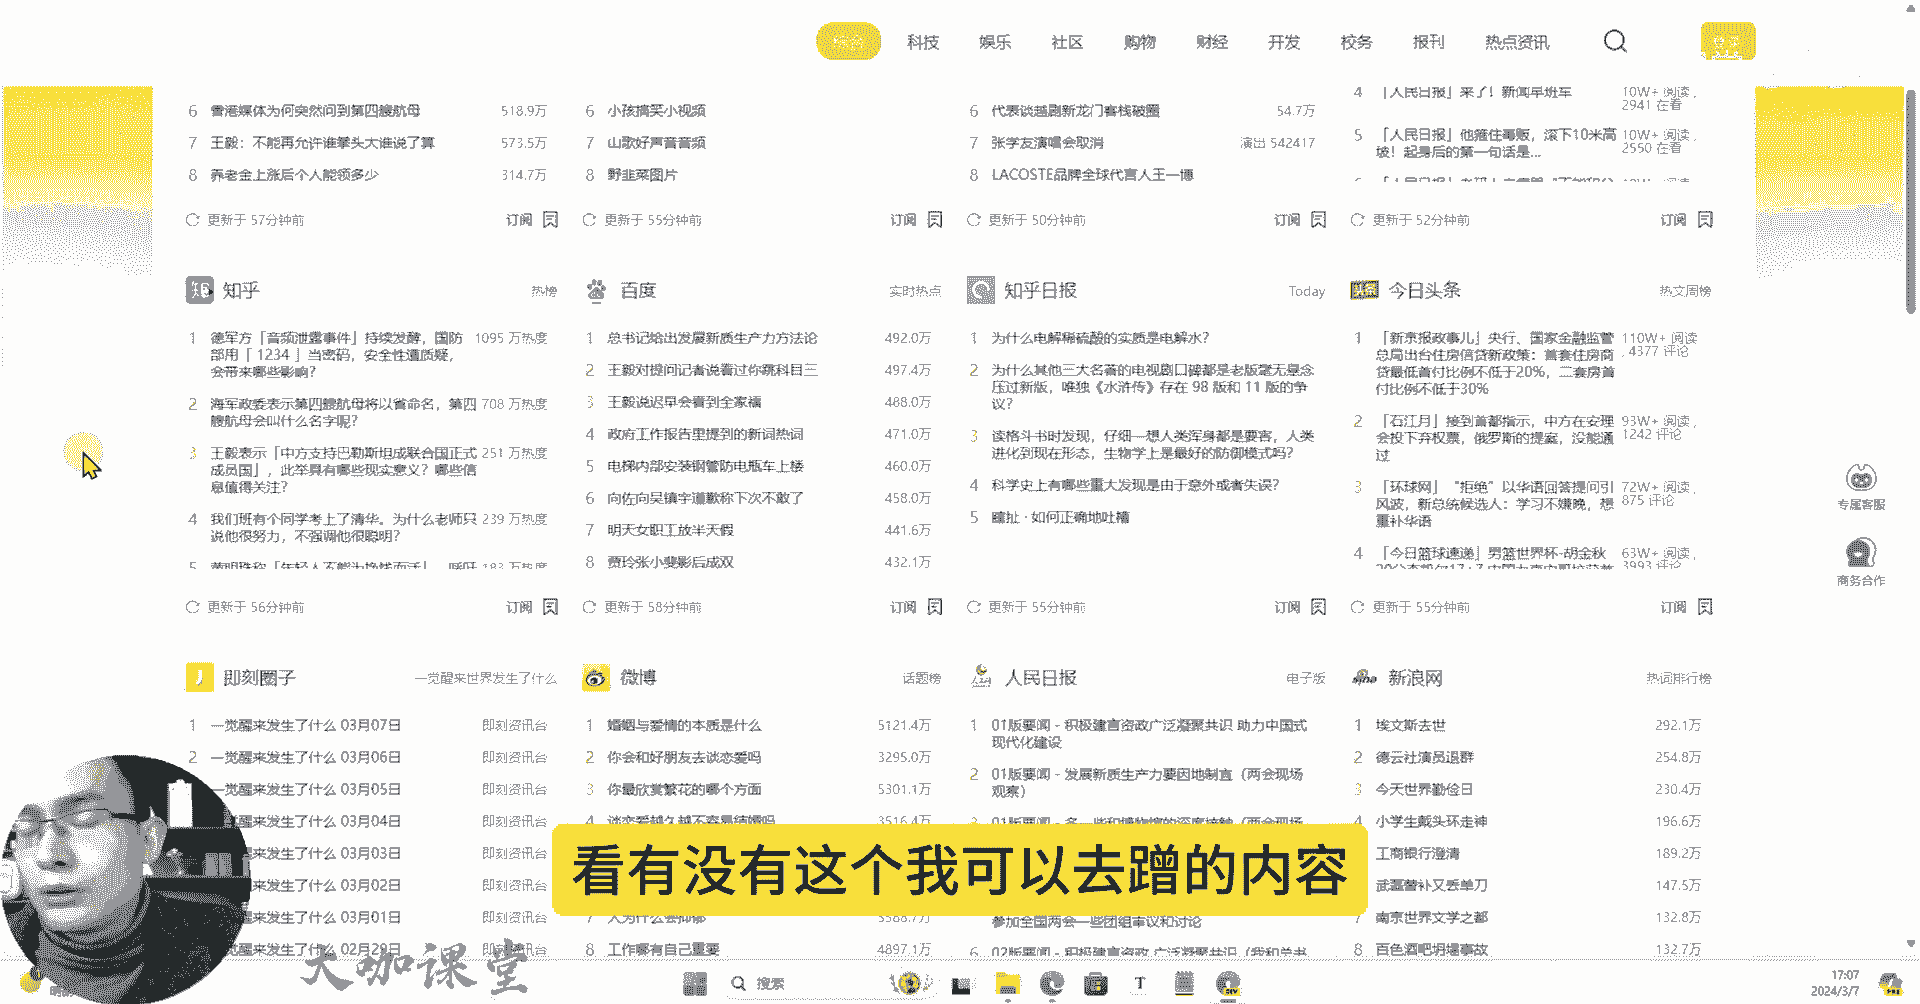 科技 娱乐 社区 购物 财经 开发 校务 报刊 热点资讯
6 香港媒体为何突然问到第四艘航母 518.9万
7 王毅：不能再允许谁拳头大谁说了算 573.5万
8 养老金上涨后个人能领多少 314.7万
更新于 57分钟前 订阅
6 小孩搞笑小视频
7 山歌好声音音频
8 野韭菜图片
更新于 55分钟前 订阅
6 代表谈越剧新龙门客栈破圈 54.7万
7 张学友演唱会取消 演出 542417
8 LACOSTE品牌全球代言人王一博
更新于 50分钟前 订阅
4 「人民日报」来了！新闻早班车 10W+ 阅读，
2941 在看
5 「人民日报」他箍住毒贩，滚下10米高 10W+ 阅读，
坡！起身后的第一句话是... 2550 在看
更新于 52分钟前 订阅
知乎 热榜
1 德军方「音频泄露事件」持续发酵，国防 1095 万热度
部用「 1234 」当密码，安全性遭质疑，
会带来哪些影响？
2 海军政委表示第四艘航母将以省命名，第四 708 万热度
艘航母会叫什么名字呢？
3 王毅表示「中方支持巴勒斯坦成联合国正式 251 万热度
成员国」，此举具有哪些现实意义？哪些信
息值得关注？
4 我们班有个同学考上了清华。为什么老师只 239 万热度
说他很努力，不强调他很聪明？
更新于 56分钟前 订阅
百度 实时热点
1 总书记给出发展新质生产力方法论 492.0万
2 王毅对提问记者说看过你跳科目三 497.4万
3 王毅说迟早会看到全家福 488.0万
4 政府工作报告里提到的新词热词 471.0万
5 电梯内部安装钢管防电瓶车上楼 460.0万
6 向佐向吴镇宇道歉称下次不敢了 458.0万
7 明天女职工放半天假 441.6万
8 贾玲张小斐影后成双 432.1万
更新于 58分钟前 订阅
知乎日报 Today
1 为什么电解稀硫酸的实质是电解水？
2 为什么其他三大名著的电视剧口碑都是老版毫无悬念
压过新版，唯独《水浒传》存在 98 版和 11 版的争
议？
3 读格斗书时发现，仔细一想人类浑身都是要害，人类
进化到现在形态，生物学上是最好的防御模式吗？
4 科学史上有哪些重大发现是由于意外或者失误？
5 瞎扯 · 如何正确地吐槽
更新于 55分钟前 订阅
今日头条 热文周榜
1 「新京报政事儿」央行、国家金融监管 110W+ 阅读
总局出台住房信贷新政策：首套住房商 , 4377 评论
贷最低首付比例不低于20%，二套房首
付比例不低于30%
2 「石江月」接到首都指示，中方在安理 93W+ 阅读，
会投下弃权票，俄罗斯的提案，没能通 1242 评论
过
3 「环球网」 “拒绝”以华语回答提问引 72W+ 阅读，
风波，新总统候选人：学习不嫌晚，想 875 评论
重补华语
4 「今日篮球速递」男篮世界杯-胡金秋 63W+ 阅读，
3993 评论
更新于 55分钟前 订阅
专属客服
商务合作
即刻圈子 一觉醒来世界发生了什么
1 一觉醒来发生了什么 03月07日 即刻资讯台
2 一觉醒来发生了什么 03月06日 即刻资讯台
觉醒来发生了什么 03月05日 即刻资讯台
醒来发生了什么 03月04日 即刻资讯台
醒来发生了什么 03月03日 即刻资讯台
醒来发生了什么 03月02日 即刻资讯台
醒来发生了什么 03月01日 即刻资讯台
觉醒来发生了什么 02月29日 即刻资讯台
微博 话题榜
1 婚姻与爱情的本质是什么 5121.4万
2 你会和好朋友去谈恋爱吗 3295.0万
3 你最欣赏繁花的哪个方面 5301.1万
4 谈恋爱越久越不容易结婚吗 3516.4万
7 人为什么会抑郁 3588.7万
8 工作哪有自己重要 4897.1万
人民日报 电子版
1 01版要闻 - 积极建言资政广泛凝聚共识 助力中国式
现代化建设
2 01版要闻 - 发展新质生产力要因地制宜（两会现场
观察）
参加全国两会一些团组审议和讨论
新浪网 热词排行榜
1 埃文斯去世 292.1万
2 德云社演员退群 254.8万
3 今天世界勤俭日 230.4万
4 小学生戴头环走神 196.6万
工商银行澄清 189.2万
武磊替补又丢单刀 147.5万
7 南京世界文学之都 132.8万
8 百色酒吧坍塌事故 132.7万
看有没有这个我可以去蹭的内容
大咖课堂
搜索
17:07
2024/3/7